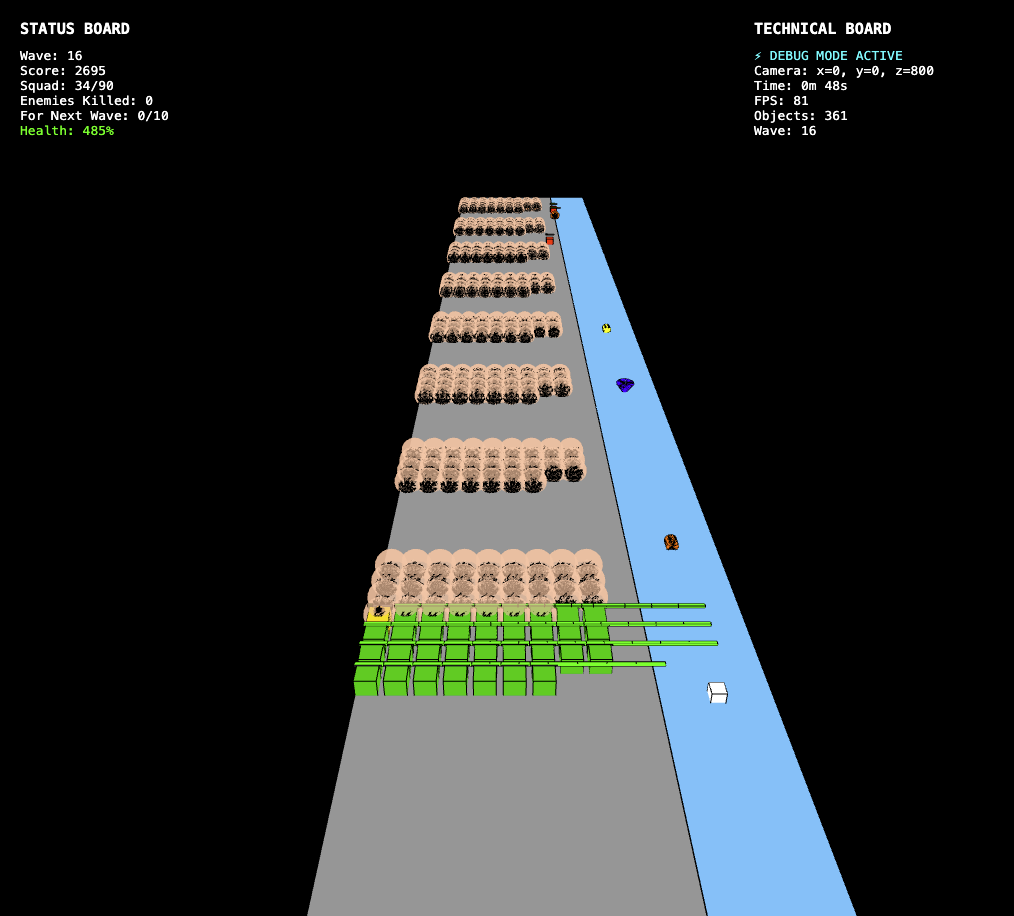 STATUS BOARD
Wave: 16
Score: 2695
Squad: 34/90
Enemies Killed: 0
For Next Wave: 0/10
Health: 485%
TECHNICAL BOARD
⚡ DEBUG MODE ACTIVE
Camera: x=0, y=0, z=800
Time: 0m 48s
FPS: 81
Objects: 361
Wave: 16